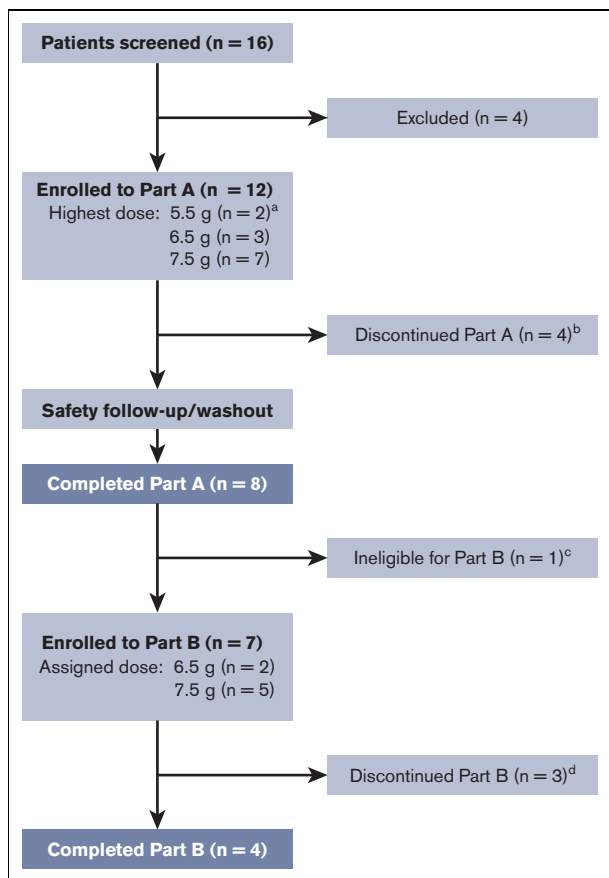 Patients screened (n = 16)
Excluded (n = 4)
Enrolled to Part A (n = 12)
Highest dose: 5.5 g (n = 2)a
6.5 g (n = 3)
7.5 g (n = 7)
Discontinued Part A (n = 4)b
Safety follow-up/washout
Completed Part A (n = 8)
Ineligible for Part B (n = 1)c
Enrolled to Part B (n = 7)
Assigned dose: 6.5 g (n = 2)
7.5 g (n = 5)
Discontinued Part B (n = 3)d
Completed Part B (n = 4)